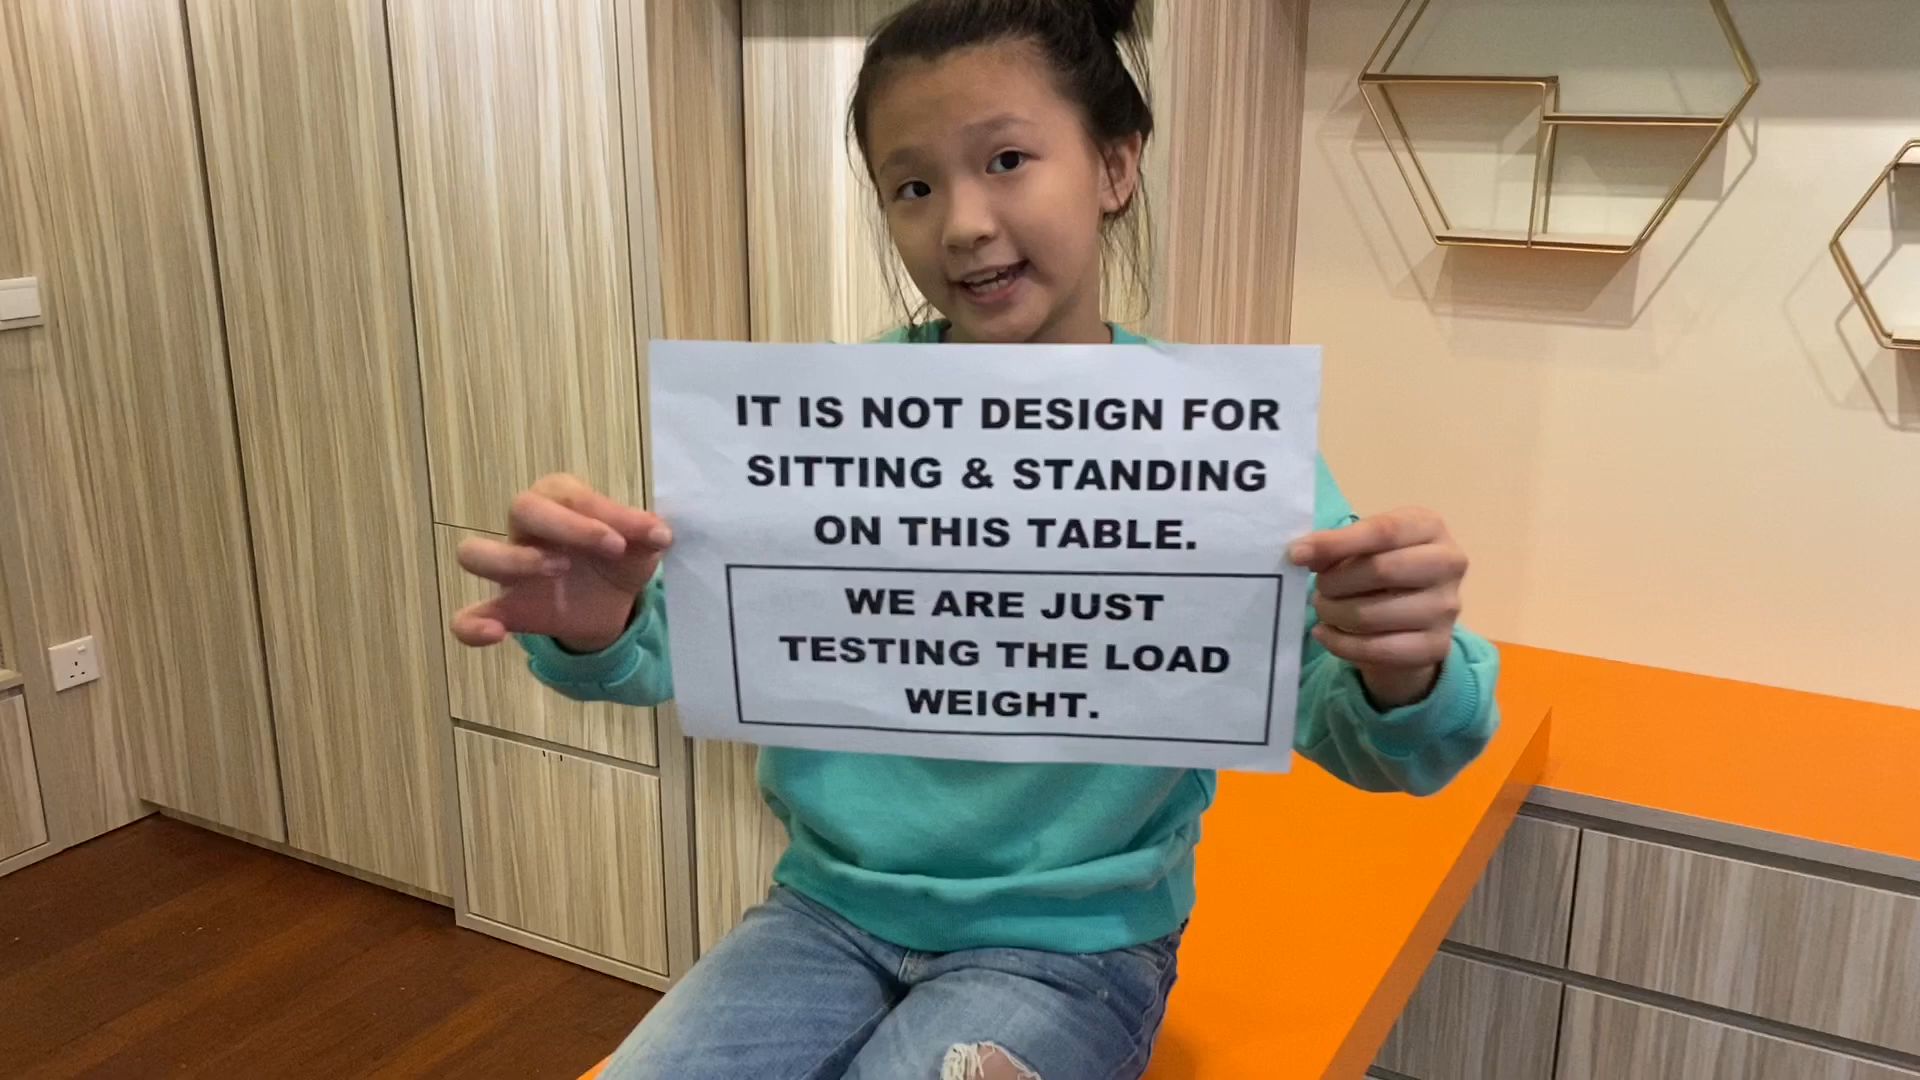 IT IS NOT DESIGN FOR
SITTING & STANDING
ON THIS TABLE.
WE ARE JUST
TESTING THE LOAD
WEIGHT.